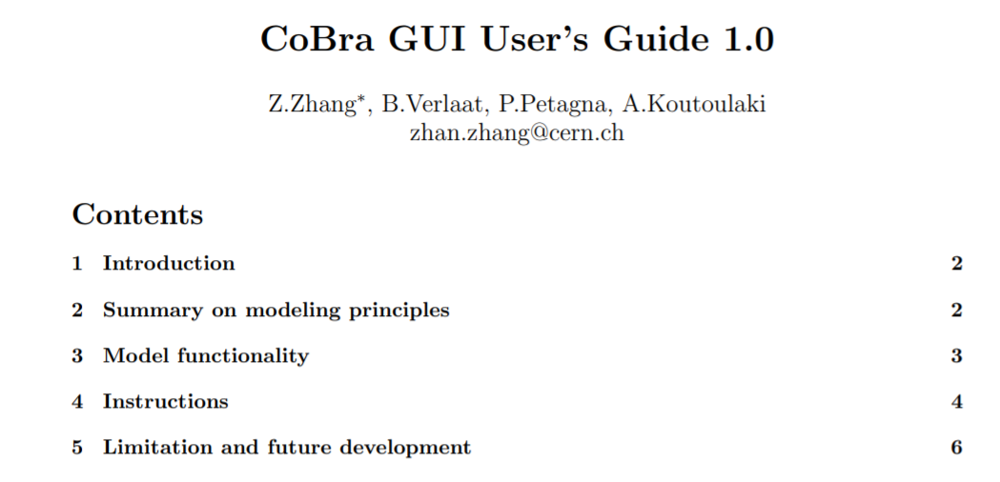 CoBra GUI User's Guide 1.0
Z.Zhang*, B.Verlaat, P.Petagna, A.Koutoulaki
zhan.zhang@cern.ch
Contents
1 Introduction 2
2 Summary on modeling principles 2
3 Model functionality 3
4 Instructions 4
5 Limitation and future development 6